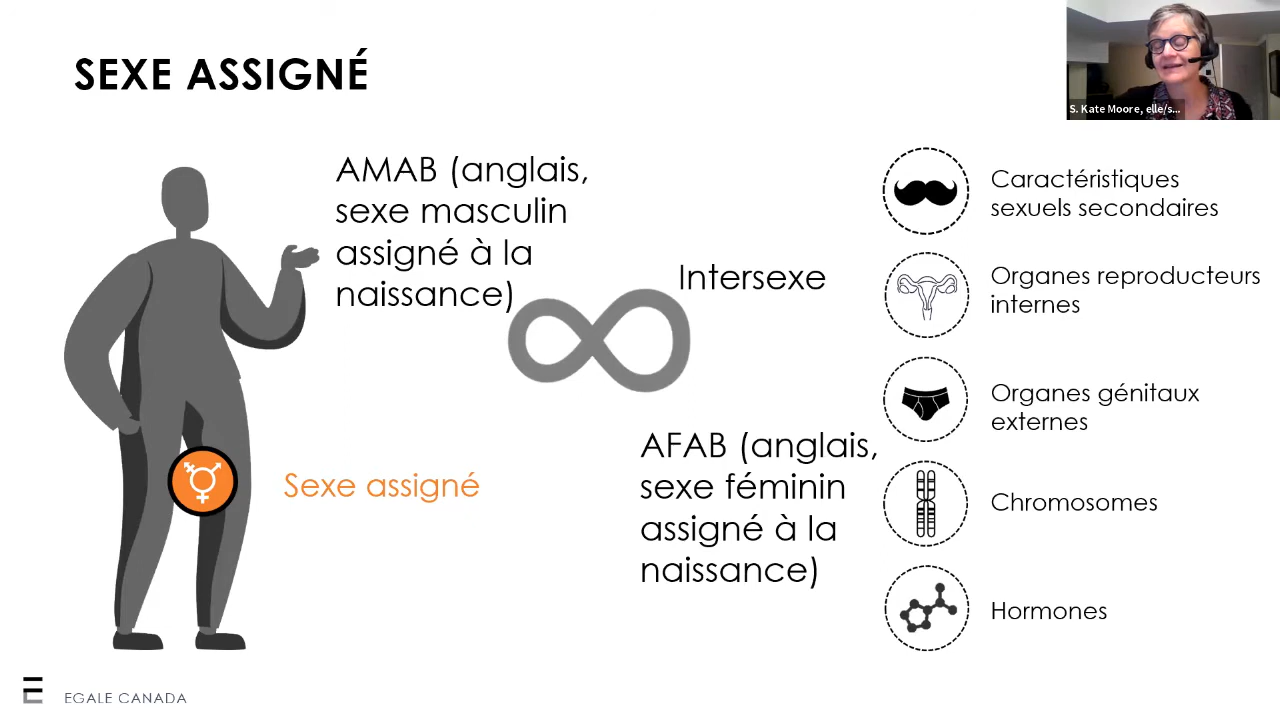 SEXE ASSIGNÉ
S. Kate Moore, elle/s...
AMAB (anglais,
sexe masculin
assigné à la
naissance)
Intersexe
AFAB (anglais,
sexe féminin
assigné à la
naissance)
Sexe assigné
Caractéristiques
sexuels secondaires
Organes reproducteurs
internes
Organes génitaux
externes
Chromosomes
Hormones
EGALE CANADA